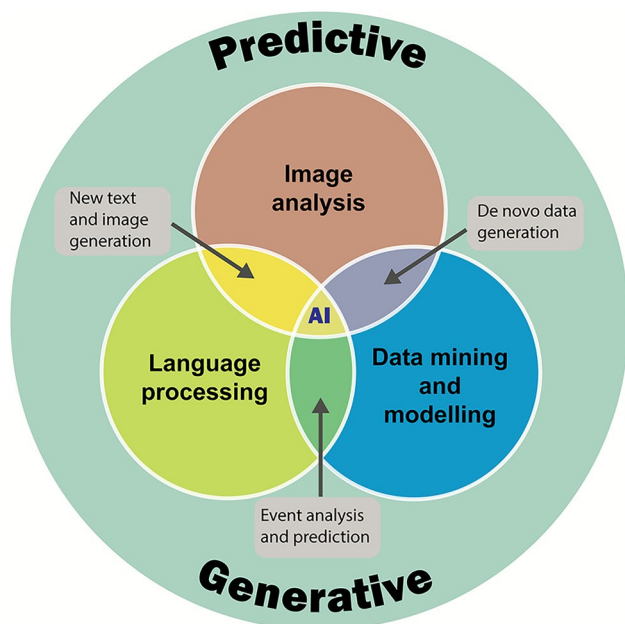 Predictive
Image
analysis
New text
and image
generation
De novo data
generation
AI
Language
processing
Data mining
and
modelling
Event analysis
and prediction
Generative